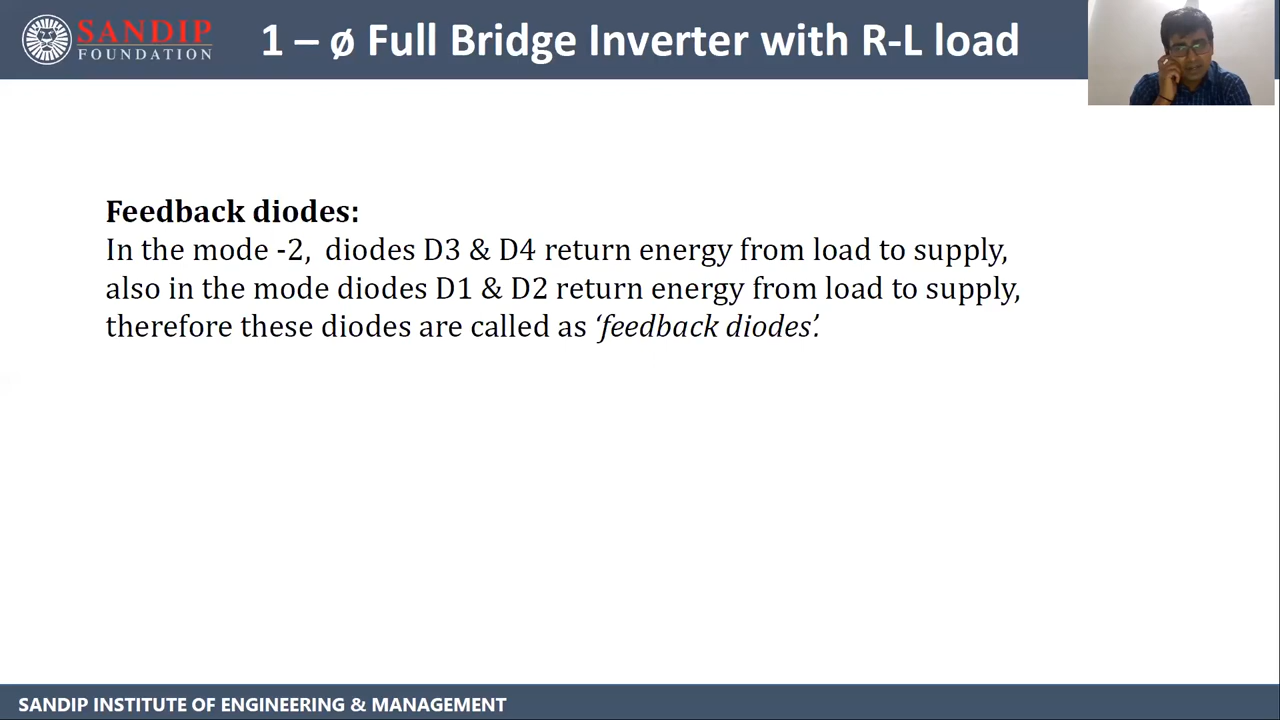 SANDIP
FOUNDATION
1 – ø Full Bridge Inverter with R-L load
Feedback diodes:
In the mode -2, diodes D3 & D4 return energy from load to supply,
also in the mode diodes D1 & D2 return energy from load to supply,
therefore these diodes are called as ‘feedback diodes’.
SANDIP INSTITUTE OF ENGINEERING & MANAGEMENT